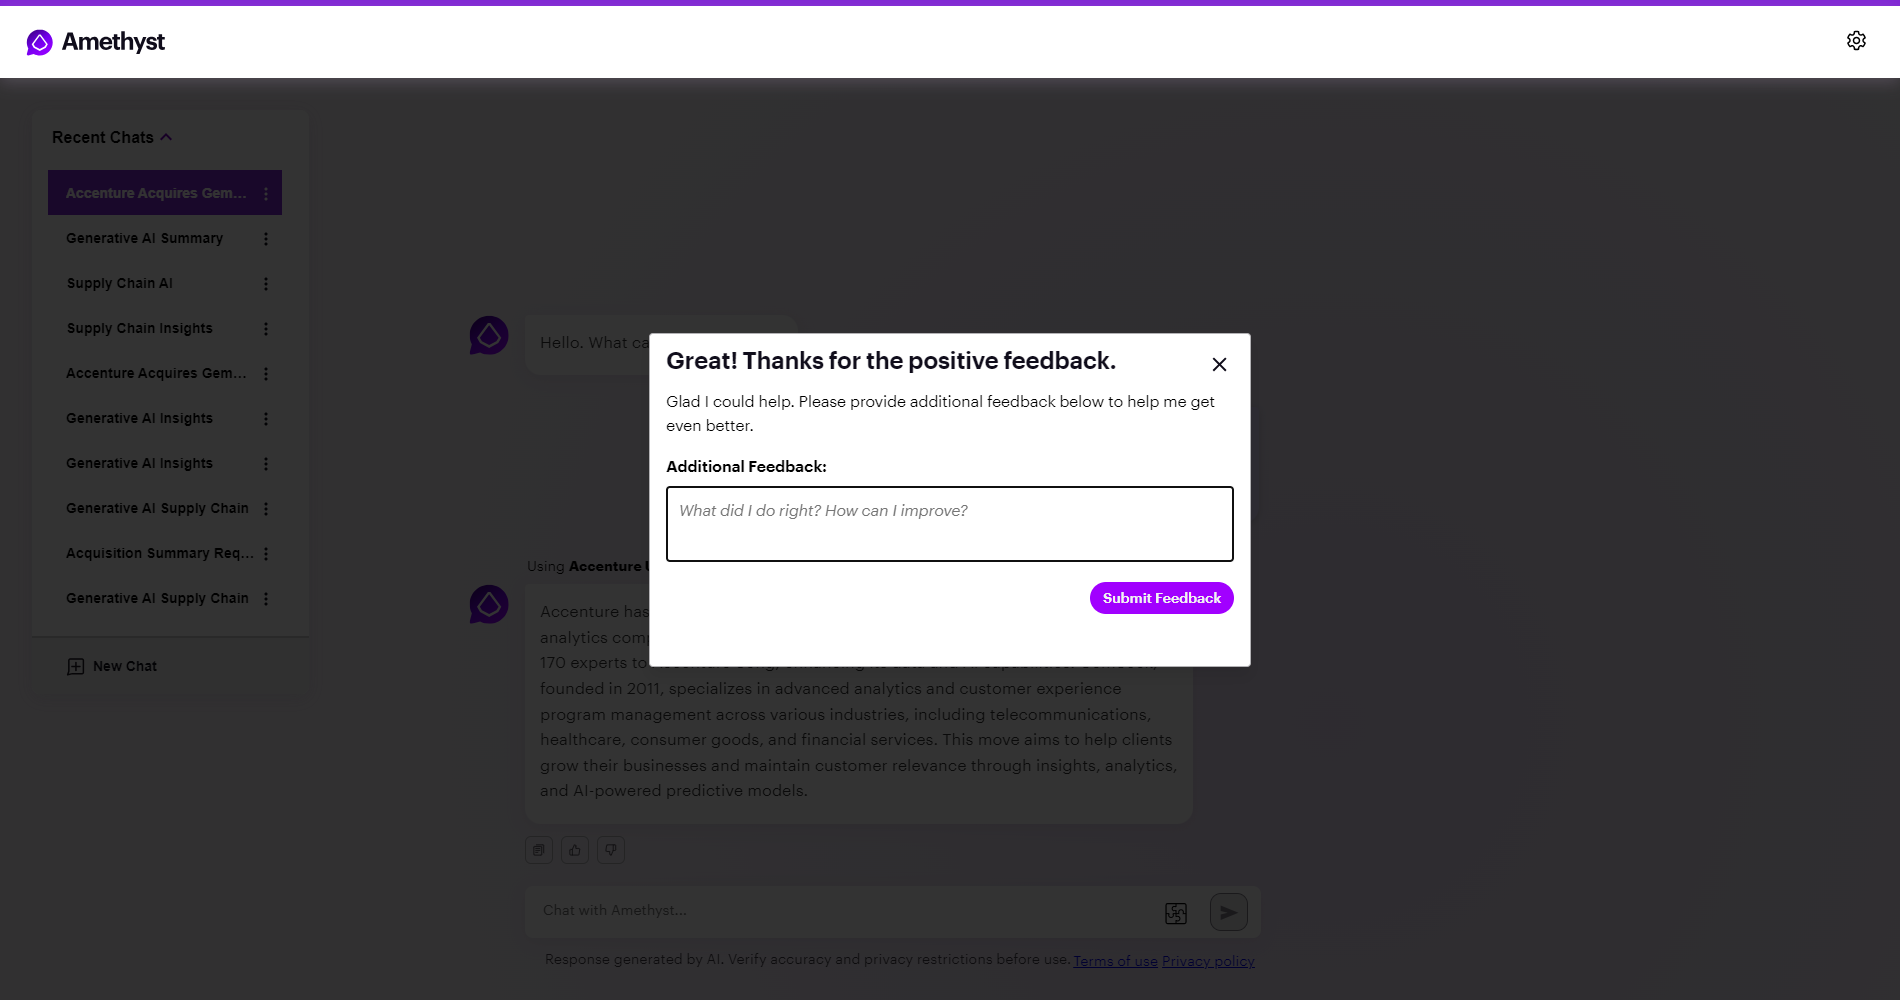 Amethyst
Recent Chats
Accenture Acquires Gem...
Generative AI Summary
Supply Chain AI
Supply Chain Insights
Accenture Acquires Gem...
Generative AI Insights
Generative AI Insights
Generative AI Supply Chain
Acquisition Summary Req...
Generative AI Supply Chain
New Chat
Hello. What
Great! Thanks for the positive feedback.
Glad I could help. Please provide additional feedback below to help me get
even better.
Additional Feedback:
What did I do right? How can I improve?
Submit Feedback
Using Accenture
Accenture has
analytics
170 experts to
founded in 2011, specializes in advanced analytics and customer experience
program management across various industries, including telecommunications,
healthcare, consumer goods, and financial services. This move aims to help clients
grow their businesses and maintain customer relevance through insights, analytics,
and AI-powered predictive models.
Chat with Amethyst...
Response generated by AI. Verify accuracy and privacy restrictions before use. Terms of use Privacy policy